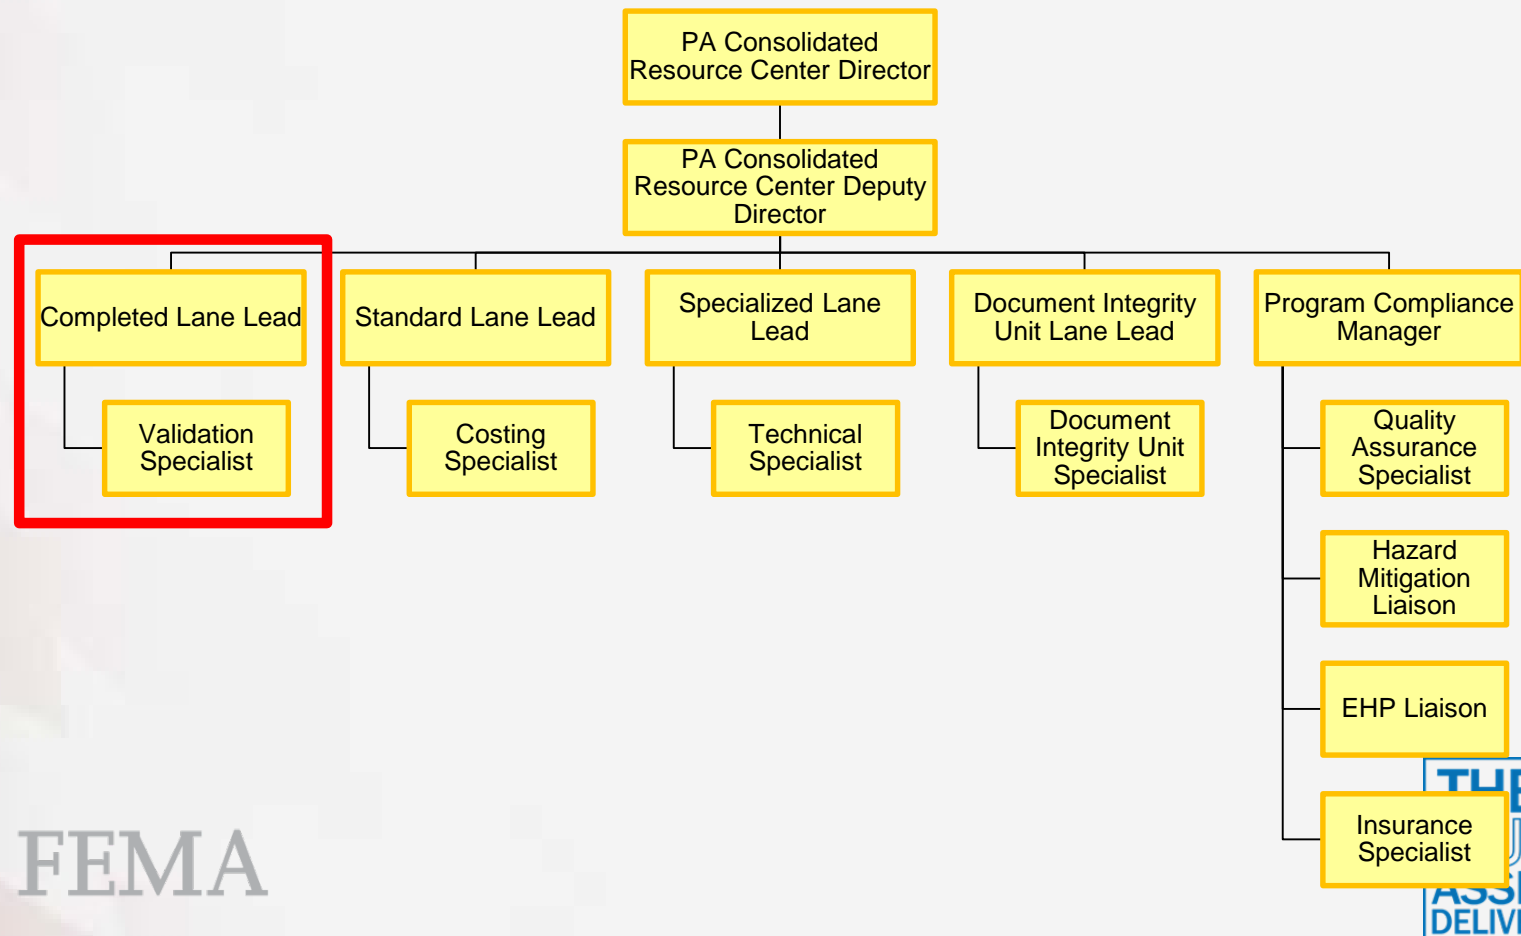 PA Consolidated
Resource Center Director
PA Consolidated
Resource Center Deputy
Director
Completed Lane Lead
Standard Lane Lead
Specialized Lane
Lead
Document Integrity
Unit Lane Lead
Program Compliance
Manager
Validation
Specialist
Costing
Specialist
Technical
Specialist
Document
Integrity Unit
Specialist
Quality
Assurance
Specialist
Hazard
Mitigation
Liaison
EHP Liaison
Insurance
Specialist
FEMA
THE